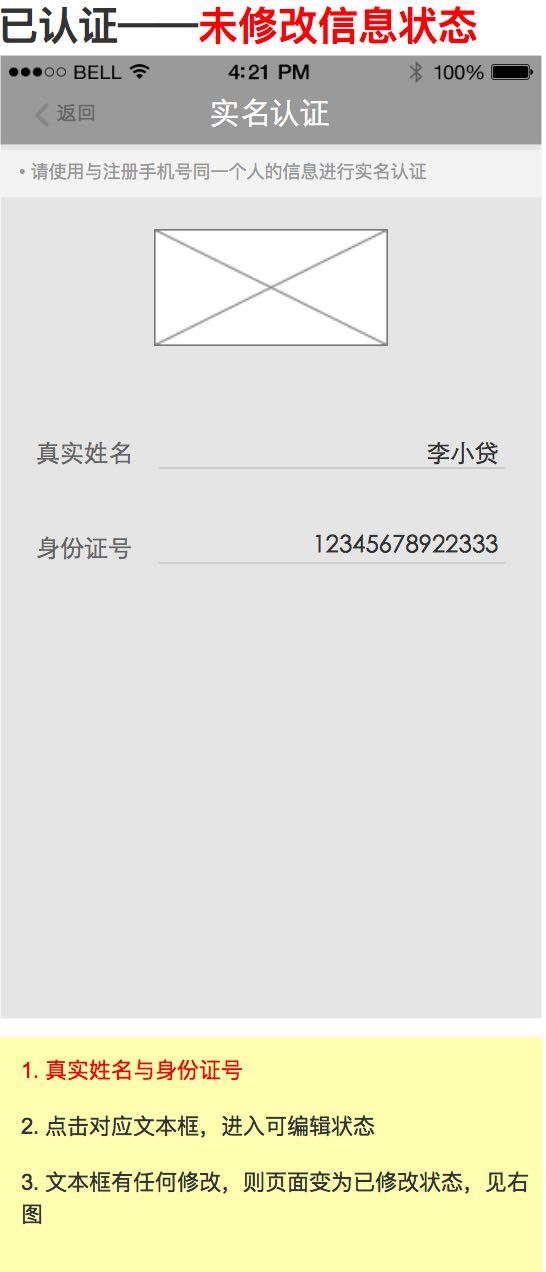 已认证——未修改信息状态
BELL 4:21 PM 100%
返回 实名认证
• 请使用与注册手机号同一个人的信息进行实名认证
真实姓名 李小贷
身份证号 12345678922333
1. 真实姓名与身份证号
2. 点击对应文本框，进入可编辑状态
3. 文本框有任何修改，则页面变为已修改状态，见右
图